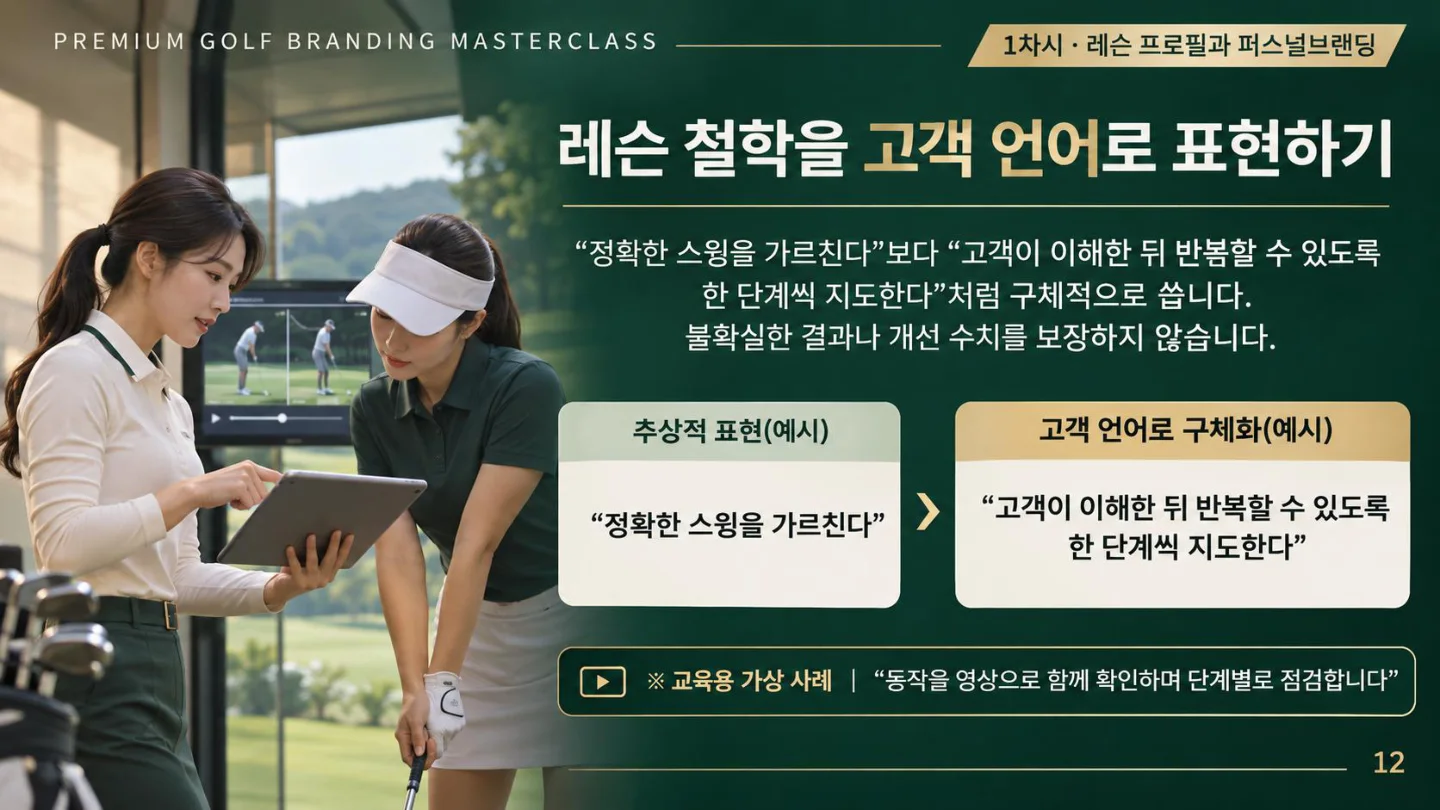 PREMIUM GOLF BRANDING MASTERCLASS
1차시 · 레슨 프로필과 퍼스널브랜딩
레슨 철학을 고객 언어로 표현하기
“정확한 스윙을 가르친다”보다 “고객이 이해한 뒤 반복할 수 있도록
한 단계씩 지도한다”처럼 구체적으로 씁니다.
불확실한 결과나 개선 수치를 보장하지 않습니다.
추상적 표현(예시)
“정확한 스윙을 가르친다”
고객 언어로 구체화(예시)
“고객이 이해한 뒤 반복할 수 있도록
한 단계씩 지도한다”
※ 교육용 가상 사례 | “동작을 영상으로 함께 확인하며 단계별로 점검합니다”
12